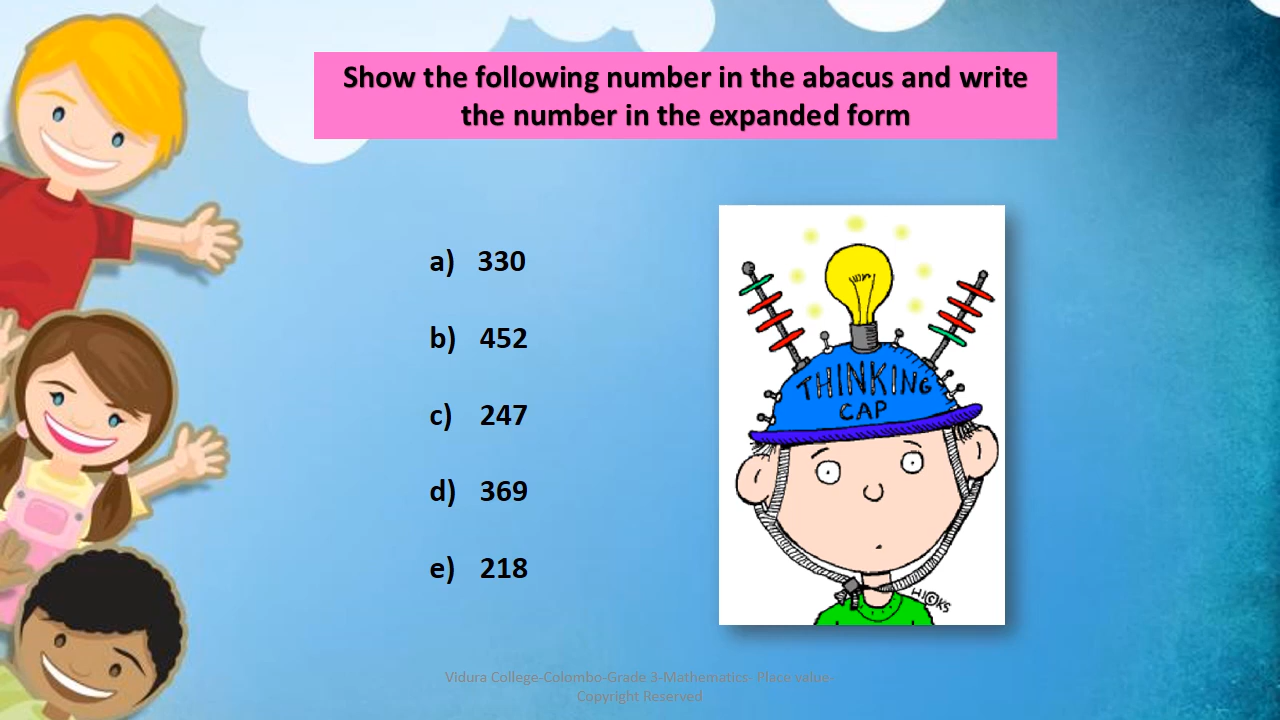 Show the following number in the abacus and write
the number in the expanded form
a) 330
b) 452
c) 247
d) 369
e) 218
THINKING
CAP
HICKS
Vidura College-Colombo-Grade 3-Mathematics- Place value-
Copyright Reserved